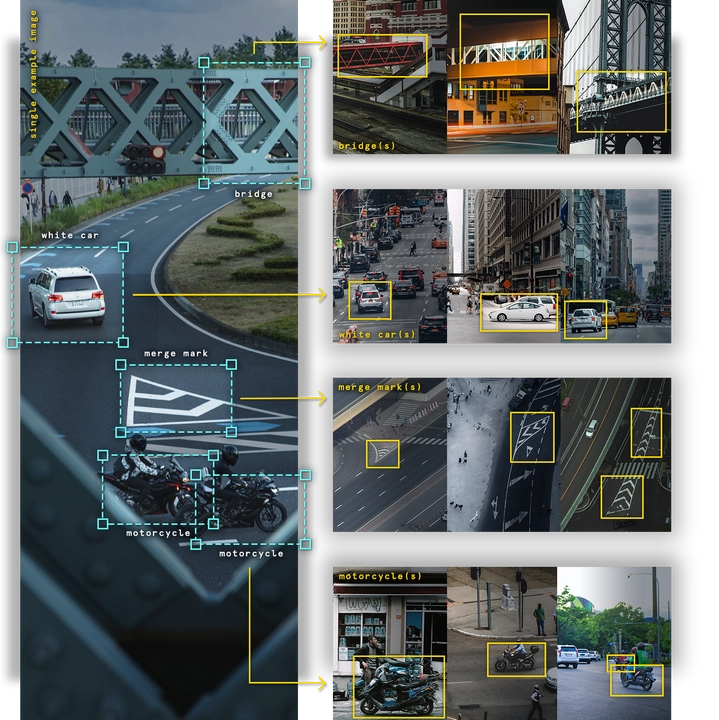 single example image
bridge
white car
merge mark
motorcycle
motorcycle
bridge(s)
white car(s)
merge mark(s)
motorcycle(s)